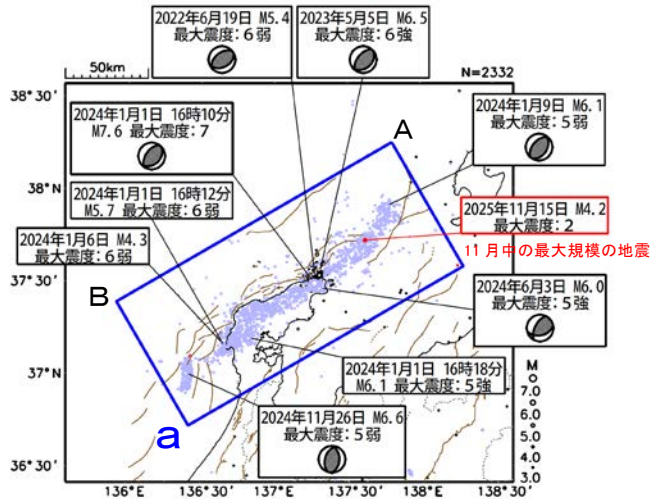 2022年6月19日 M5.4
最大震度：6弱
2023年5月5日 M6.5
最大震度：6強
50km
N=2332
38°30'
2024年1月1日 16時10分
M7.6 最大震度：7
A
2024年1月9日 M6.1
最大震度：5弱
38°N
2024年1月1日 16時12分
M5.7 最大震度：6弱
2025年11月15日 M4.2
最大震度：2
11月中の最大規模の地震
2024年1月6日 M4.3
最大震度：6弱
37°30'
B
2024年6月3日 M6.0
最大震度：5強
37°N
2024年1月1日 16時18分
M6.1 最大震度：5強
M
7.0
6.0
5.0
4.0
3.0
a
2024年11月26日 M6.6
最大震度：5弱
36°30'
136°E
136°30'
137°E
137°30'
138°E
138°30'